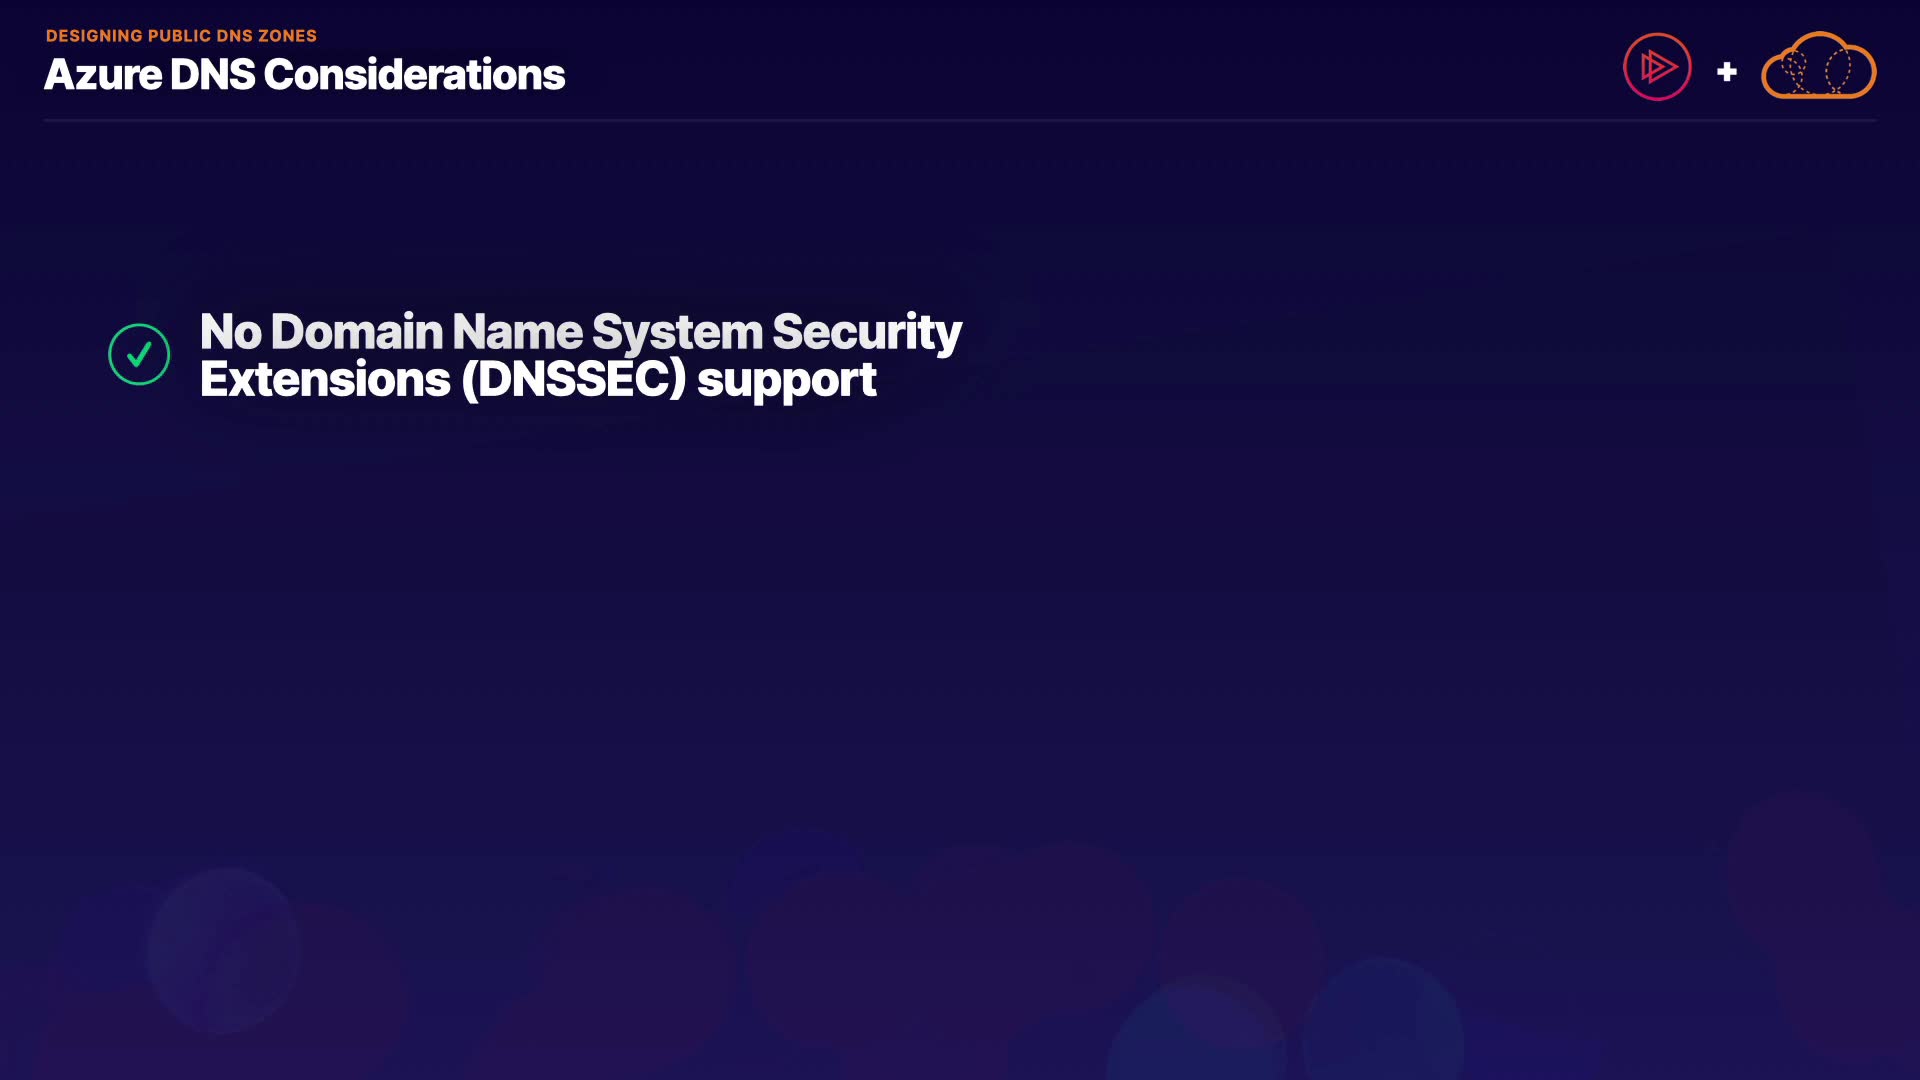 DESIGNING PUBLIC DNS ZONES
Azure DNS Considerations
No Domain Name System Security
Extensions (DNSSEC) support